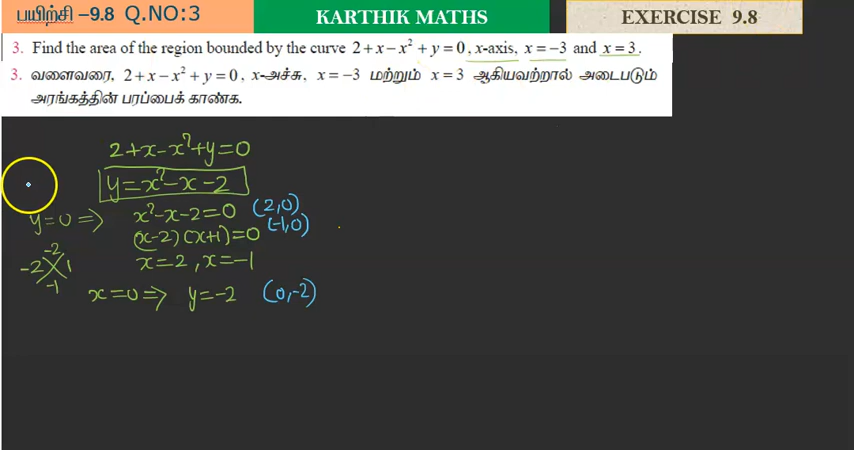 பயிற்சி –9.8 Q.NO:3
KARTHIK MATHS
EXERCISE 9.8
3. Find the area of the region bounded by the curve 2 + x − x² + y = 0, x-axis, x = −3 and x = 3.
3. வளைவரை, 2 + x − x² + y = 0, x-அச்சு, x = −3 மற்றும் x = 3 ஆகியவற்றால் அடைபடும்
அரங்கத்தின் பரப்பைக் காண்க.
2+x−x²+y=0
y=x²−x−2
y=0 ⇒ x²−x−2=0 (2,0)
(x−2)(x+1)=0 (-1,0)
x=2, x=−1
-2
-2 1
-1
x=0 ⇒ y=−2 (0,-2)